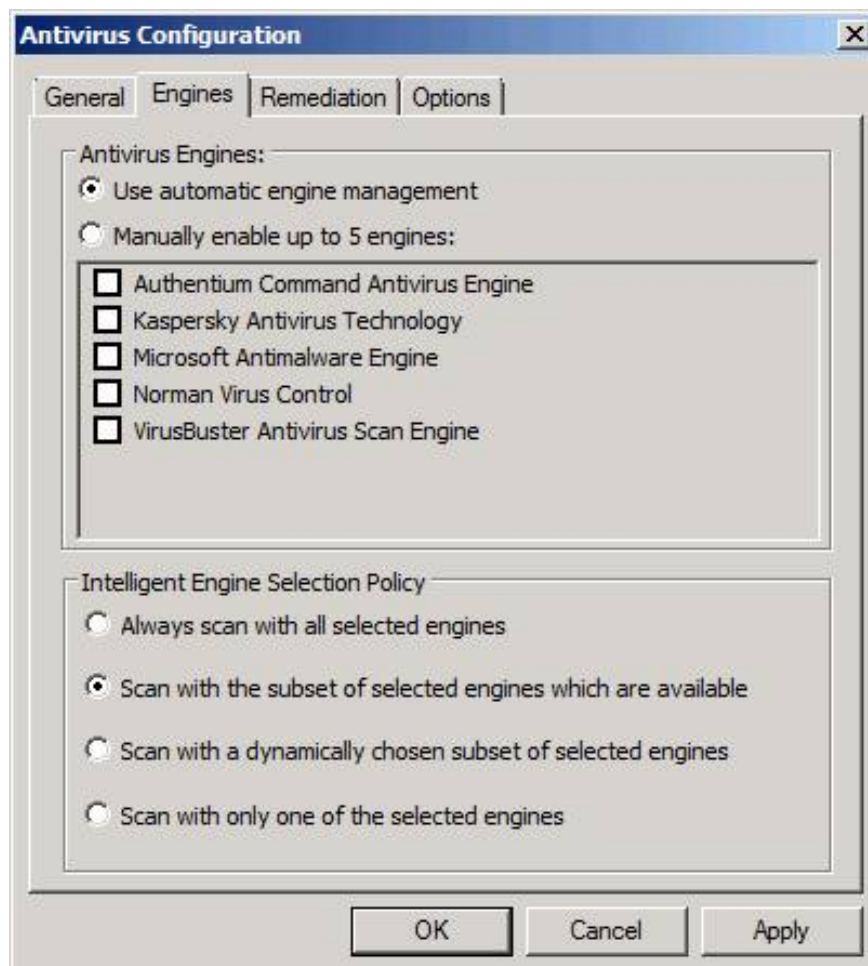 Antivirus Configuration
General Engines Remediation Options
Antivirus Engines:
Use automatic engine management
Manually enable up to 5 engines:
Authentium Command Antivirus Engine
Kaspersky Antivirus Technology
Microsoft Antimalware Engine
Norman Virus Control
VirusBuster Antivirus Scan Engine
Intelligent Engine Selection Policy
Always scan with all selected engines
Scan with the subset of selected engines which are available
Scan with a dynamically chosen subset of selected engines
Scan with only one of the selected engines
OK Cancel Apply